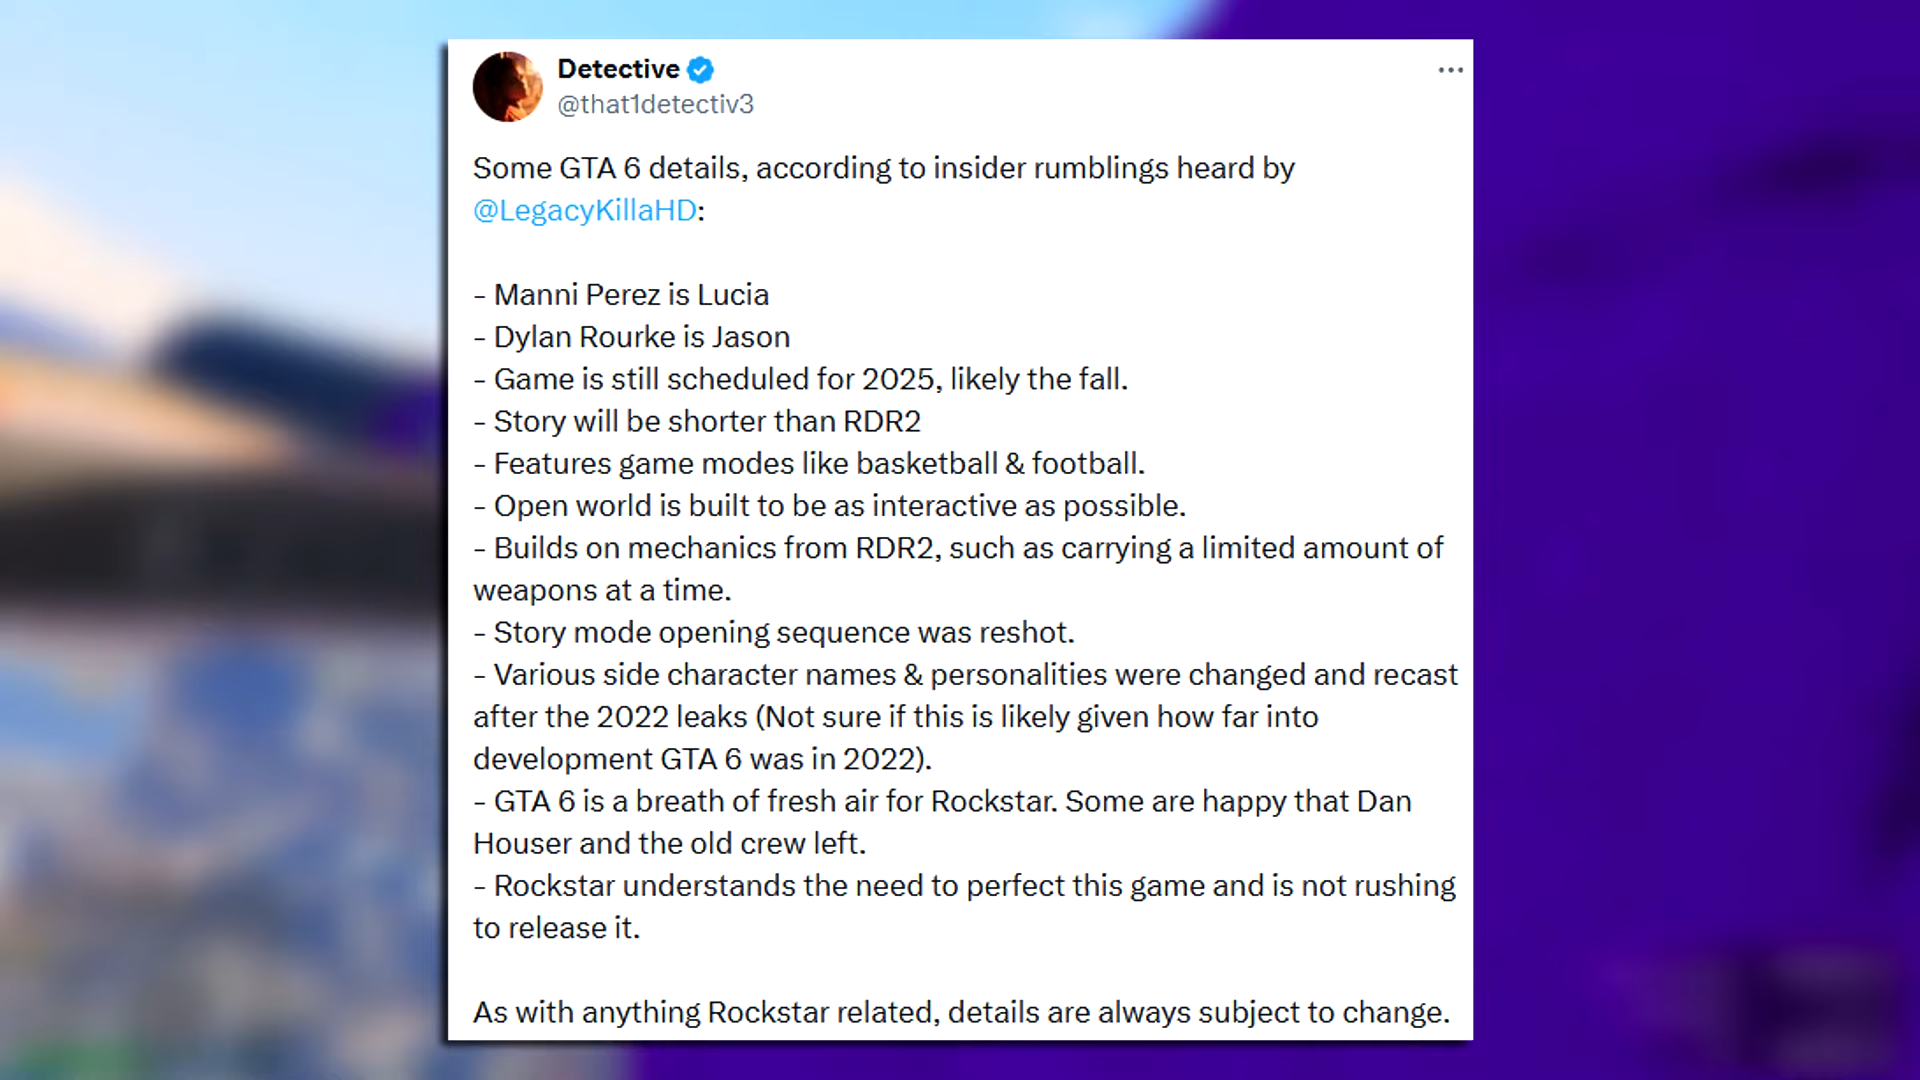 Detective
@that1detectiv3
Some GTA 6 details, according to insider rumblings heard by
@LegacyKillaHD:
- Manni Perez is Lucia
- Dylan Rourke is Jason
- Game is still scheduled for 2025, likely the fall.
- Story will be shorter than RDR2
- Features game modes like basketball & football.
- Open world is built to be as interactive as possible.
- Builds on mechanics from RDR2, such as carrying a limited amount of
weapons at a time.
- Story mode opening sequence was reshot.
- Various side character names & personalities were changed and recast
after the 2022 leaks (Not sure if this is likely given how far into
development GTA 6 was in 2022).
- GTA 6 is a breath of fresh air for Rockstar. Some are happy that Dan
Houser and the old crew left.
- Rockstar understands the need to perfect this game and is not rushing
to release it.
As with anything Rockstar related, details are always subject to change.